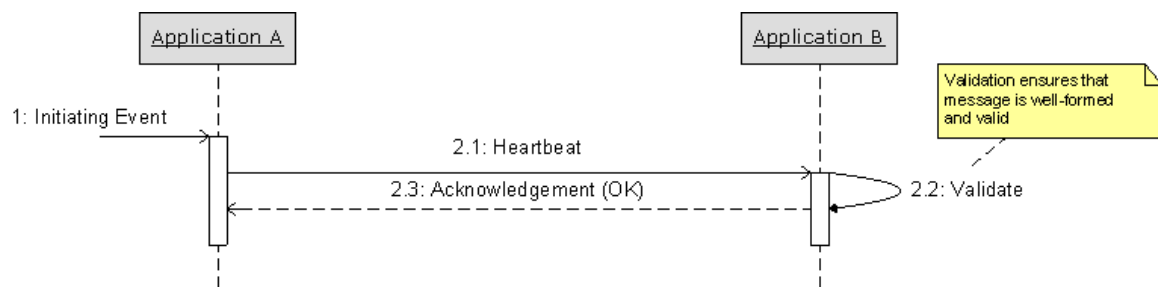 Application A
Application B
Validation ensures that
message is well-formed
and valid
1: Initiating Event
2.1: Heartbeat
2.3: Acknowledgement (OK)
2.2: Validate